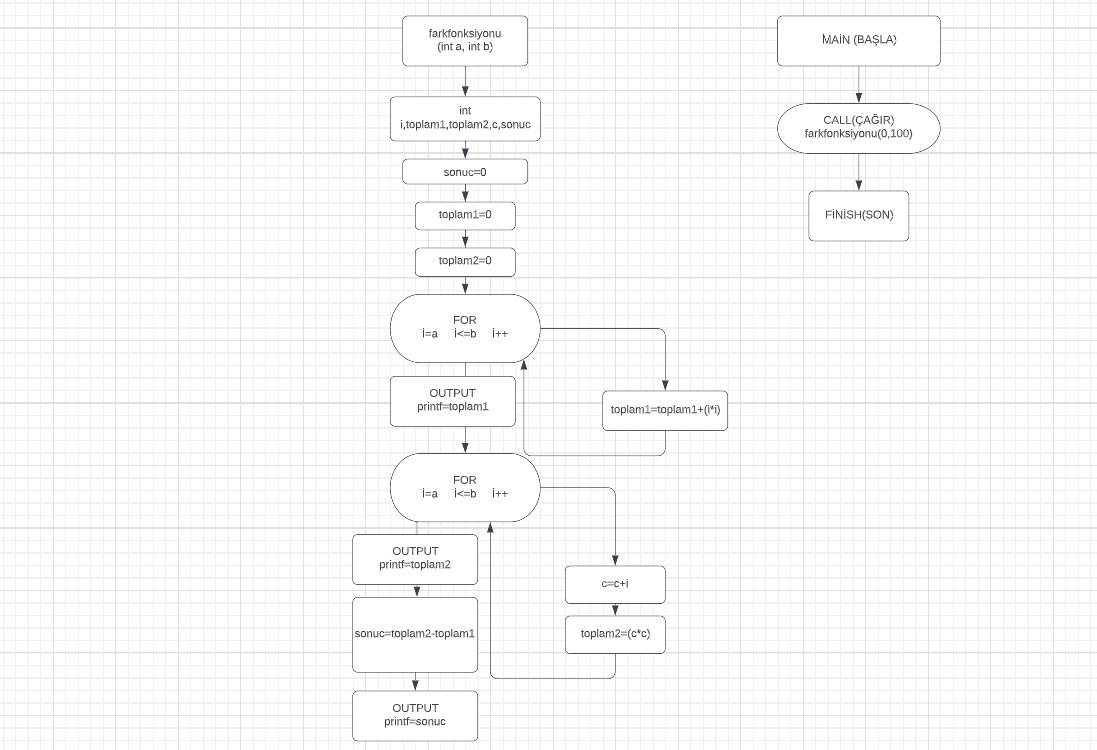 farkfonksiyonu
(int a, int b)
int
i,toplam1,toplam2,c,sonuc
sonuc=0
toplam1=0
toplam2=0
FOR
İ=a İ<=b İ++
OUTPUT
printf=toplam1
toplam1=toplam1+(i*i)
FOR
İ=a İ<=b İ++
OUTPUT
printf=toplam2
c=c+i
toplam2=(c*c)
sonuc=toplam2-toplam1
OUTPUT
printf=sonuc
MAİN (BAŞLA)
CALL(ÇAĞIR)
farkfonksiyonu(0,100)
FİNİSH(SON)